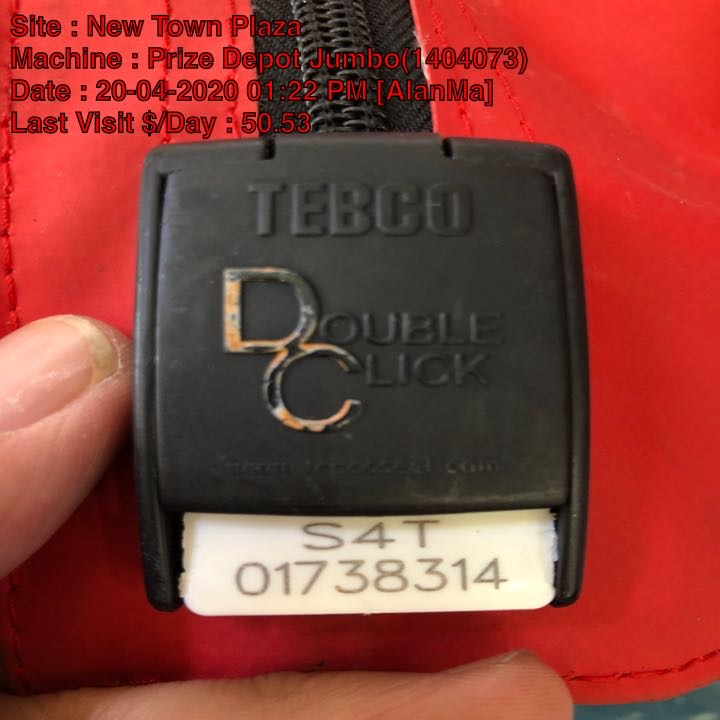 Site : New Town Plaza
Machine : Prize Depot Jumbo(1404073)
Date : 20-04-2020 01:22 PM [AlanMa]
Last Visit $/Day : 50.53
TEBCO
DOUBLE
CLICK
S4T
01738314